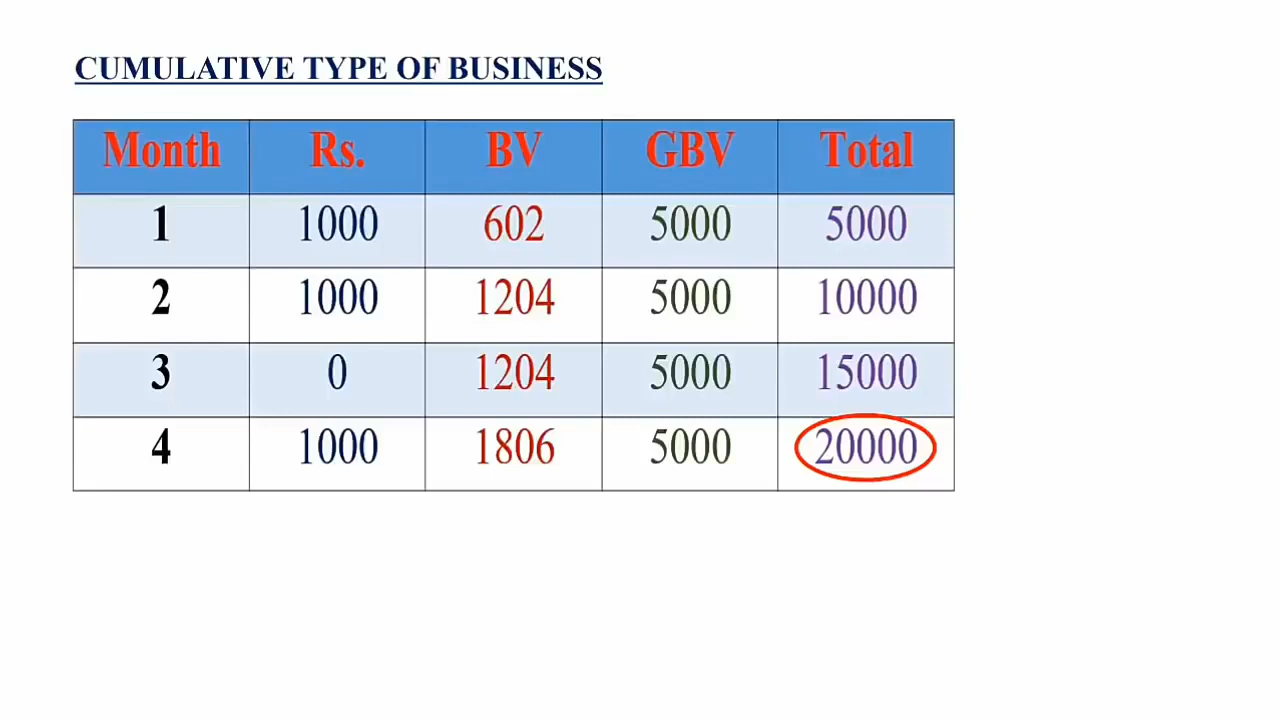 CUMULATIVE TYPE OF BUSINESS
Month Rs. BV GBV Total
1 1000 602 5000 5000
2 1000 1204 5000 10000
3 0 1204 5000 15000
4 1000 1806 5000 20000